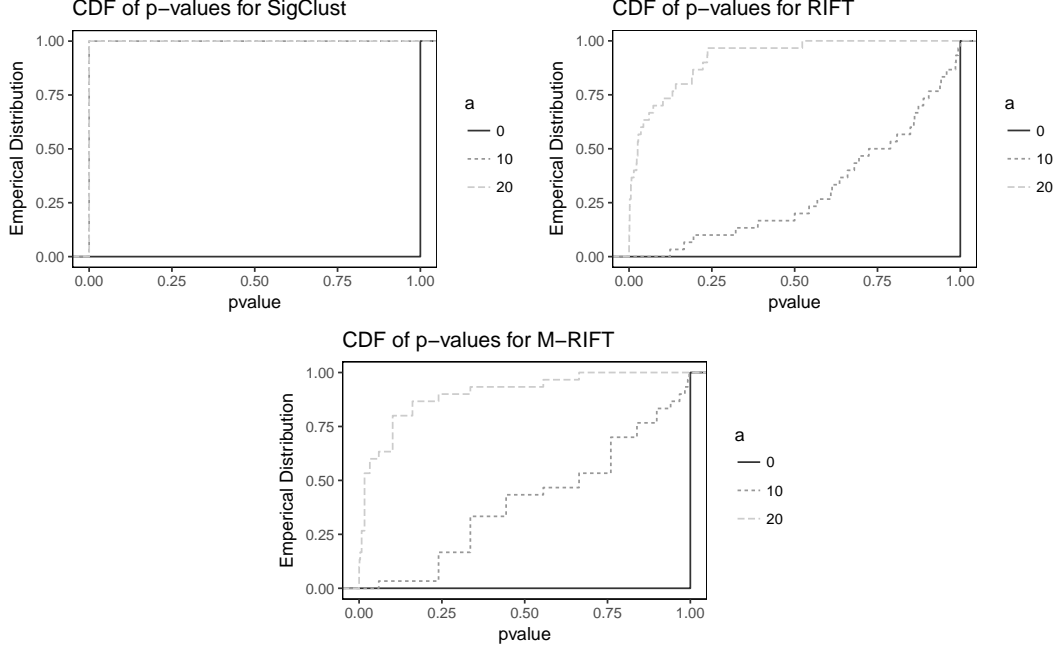 CDF of p−values for SigClust
1.00
0.75
0.50
0.25
0.00
Emperical Distribution
0.00 0.25 0.50 0.75 1.00
pvalue
a
0
10
20
CDF of p−values for RIFT
1.00
0.75
0.50
0.25
0.00
Emperical Distribution
0.00 0.25 0.50 0.75 1.00
pvalue
a
0
10
20
CDF of p−values for M−RIFT
1.00
0.75
0.50
0.25
0.00
Emperical Distribution
0.00 0.25 0.50 0.75 1.00
pvalue
a
0
10
20